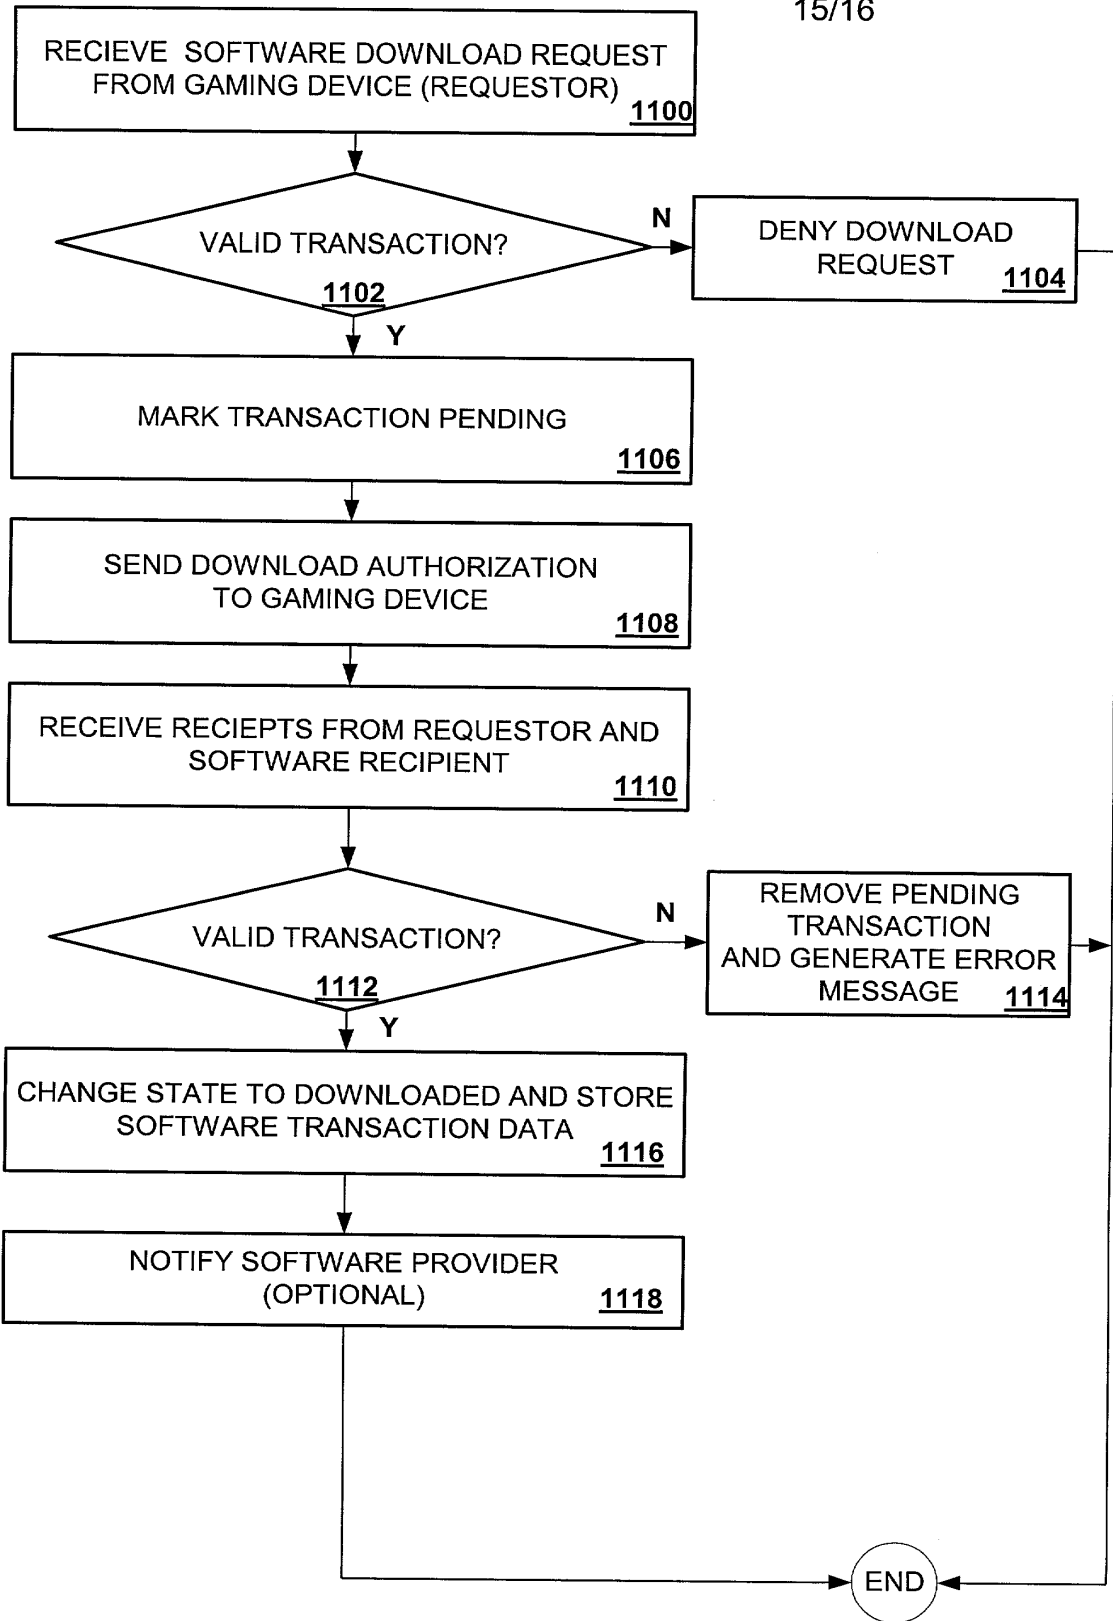 15/16
RECIEVE SOFTWARE DOWNLOAD REQUEST
FROM GAMING DEVICE (REQUESTOR)
1100
VALID TRANSACTION?
1102
N
DENY DOWNLOAD
REQUEST
1104
Y
MARK TRANSACTION PENDING
1106
SEND DOWNLOAD AUTHORIZATION
TO GAMING DEVICE
1108
RECEIVE RECIEPTS FROM REQUESTOR AND
SOFTWARE RECIPIENT
1110
VALID TRANSACTION?
1112
N
REMOVE PENDING
TRANSACTION
AND GENERATE ERROR
MESSAGE
1114
Y
CHANGE STATE TO DOWNLOADED AND STORE
SOFTWARE TRANSACTION DATA
1116
NOTIFY SOFTWARE PROVIDER
(OPTIONAL)
1118
END